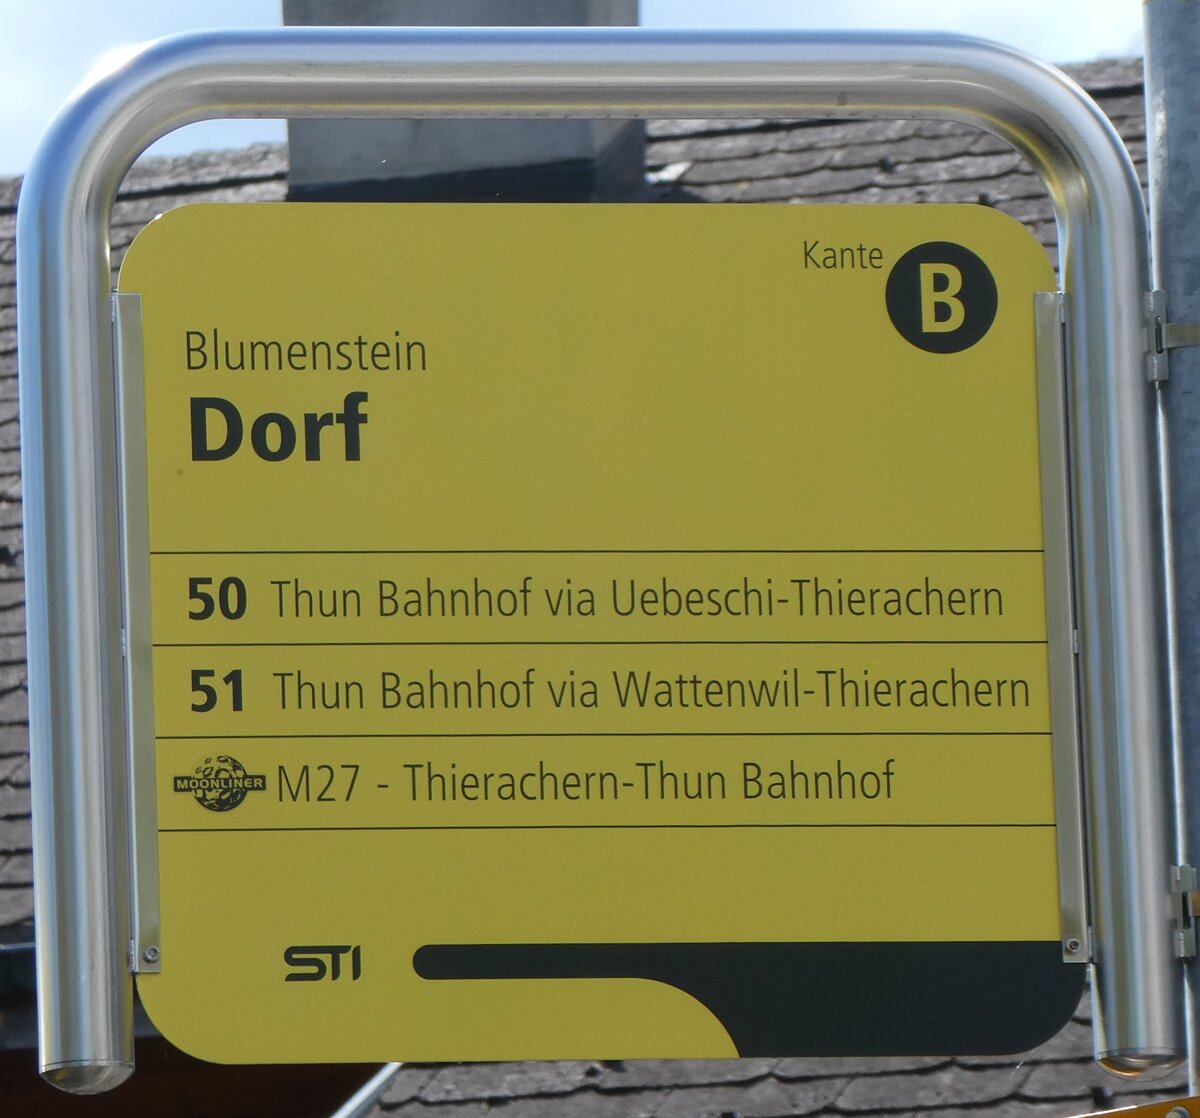 Kante B
Blumenstein
Dorf
50 Thun Bahnhof via Uebeschi-Thierachern
51 Thun Bahnhof via Wattenwil-Thierachern
MOONLINER M27 - Thierachern-Thun Bahnhof
STI